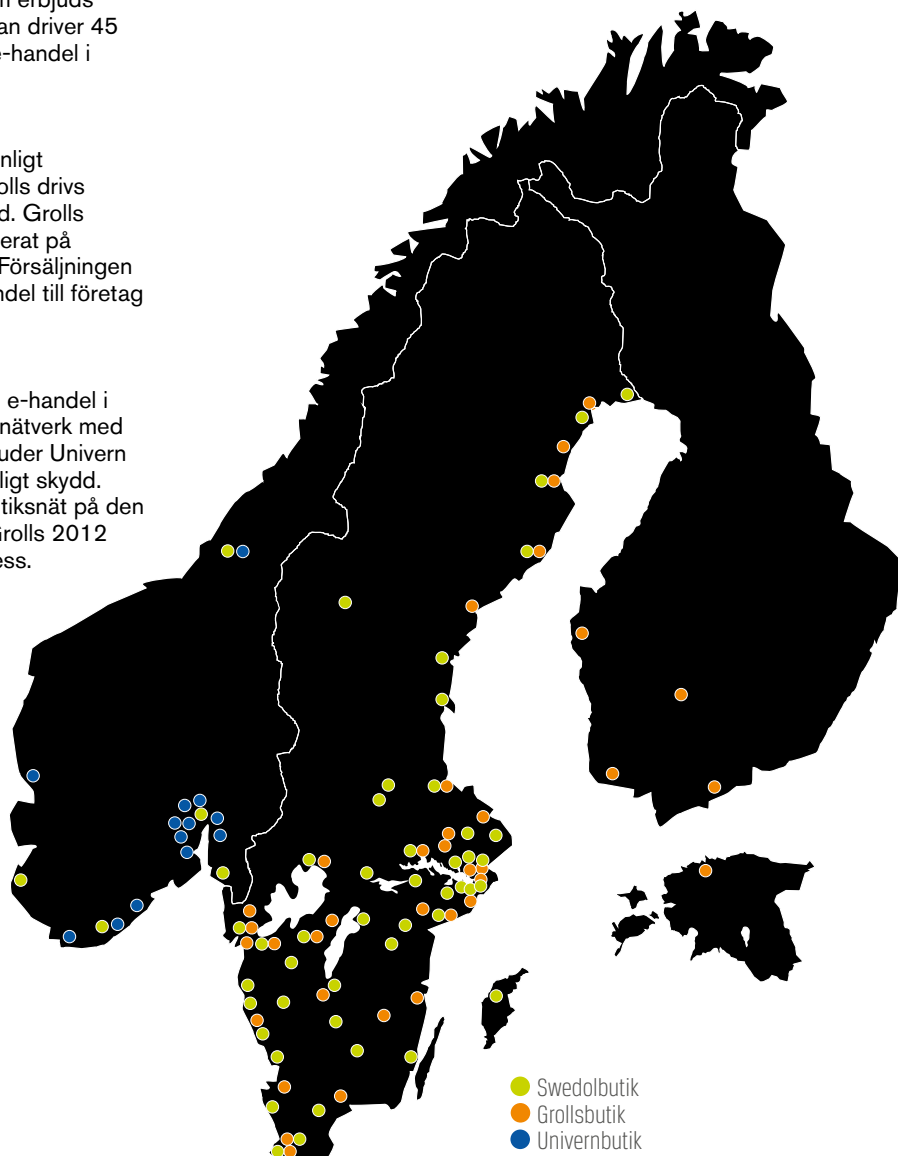 erbjuds
an driver 45
e-handel i
nligt
olls drivs
d. Grolls
erat på
Försäljningen
ndel till företag
e-handel i
nätverk med
uder Univern
ligt skydd.
tiksnät på den
Grolls 2012
ess.
Swedolbutik
Grollsbutik
Univernbutik